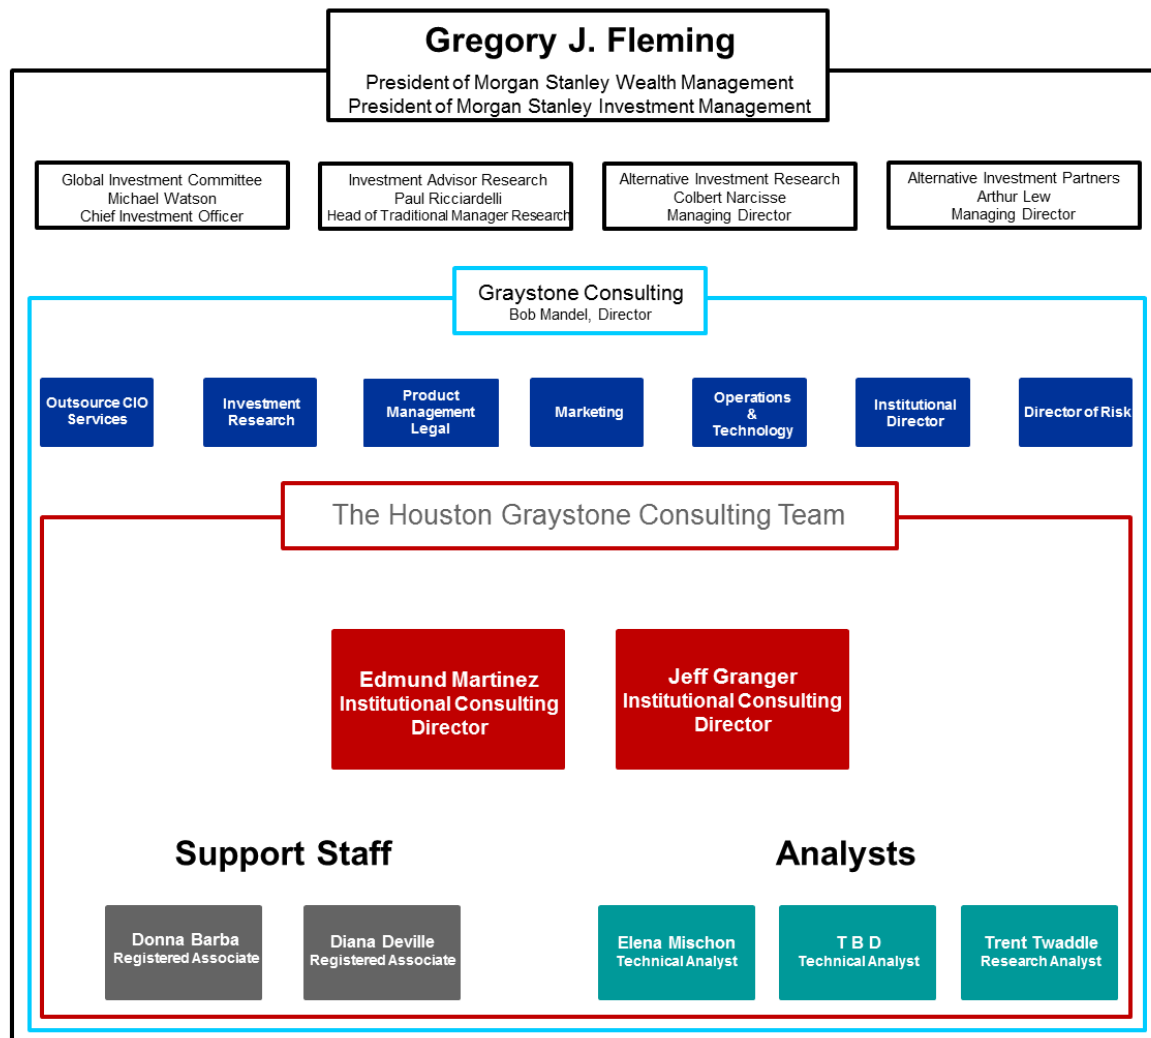 Gregory J. Fleming
President of Morgan Stanley Wealth Management
President of Morgan Stanley Investment Management
Global Investment Committee
Michael Watson
Chief Investment Officer
Investment Advisor Research
Paul Ricciardelli
Head of Traditional Manager Research
Alternative Investment Research
Colbert Narcisse
Managing Director
Alternative Investment Partners
Arthur Lew
Managing Director
Graystone Consulting
Bob Mandel, Director
Outsource CIO
Services
Investment
Research
Product
Management
Legal
Marketing
Operations
&
Technology
Institutional
Director
Director of Risk
The Houston Graystone Consulting Team
Edmund Martinez
Institutional Consulting
Director
Jeff Granger
Institutional Consulting
Director
Support Staff
Donna Barba
Registered Associate
Diana Deville
Registered Associate
Analysts
Elena Mischon
Technical Analyst
T B D
Technical Analyst
Trent Twaddle
Research Analyst